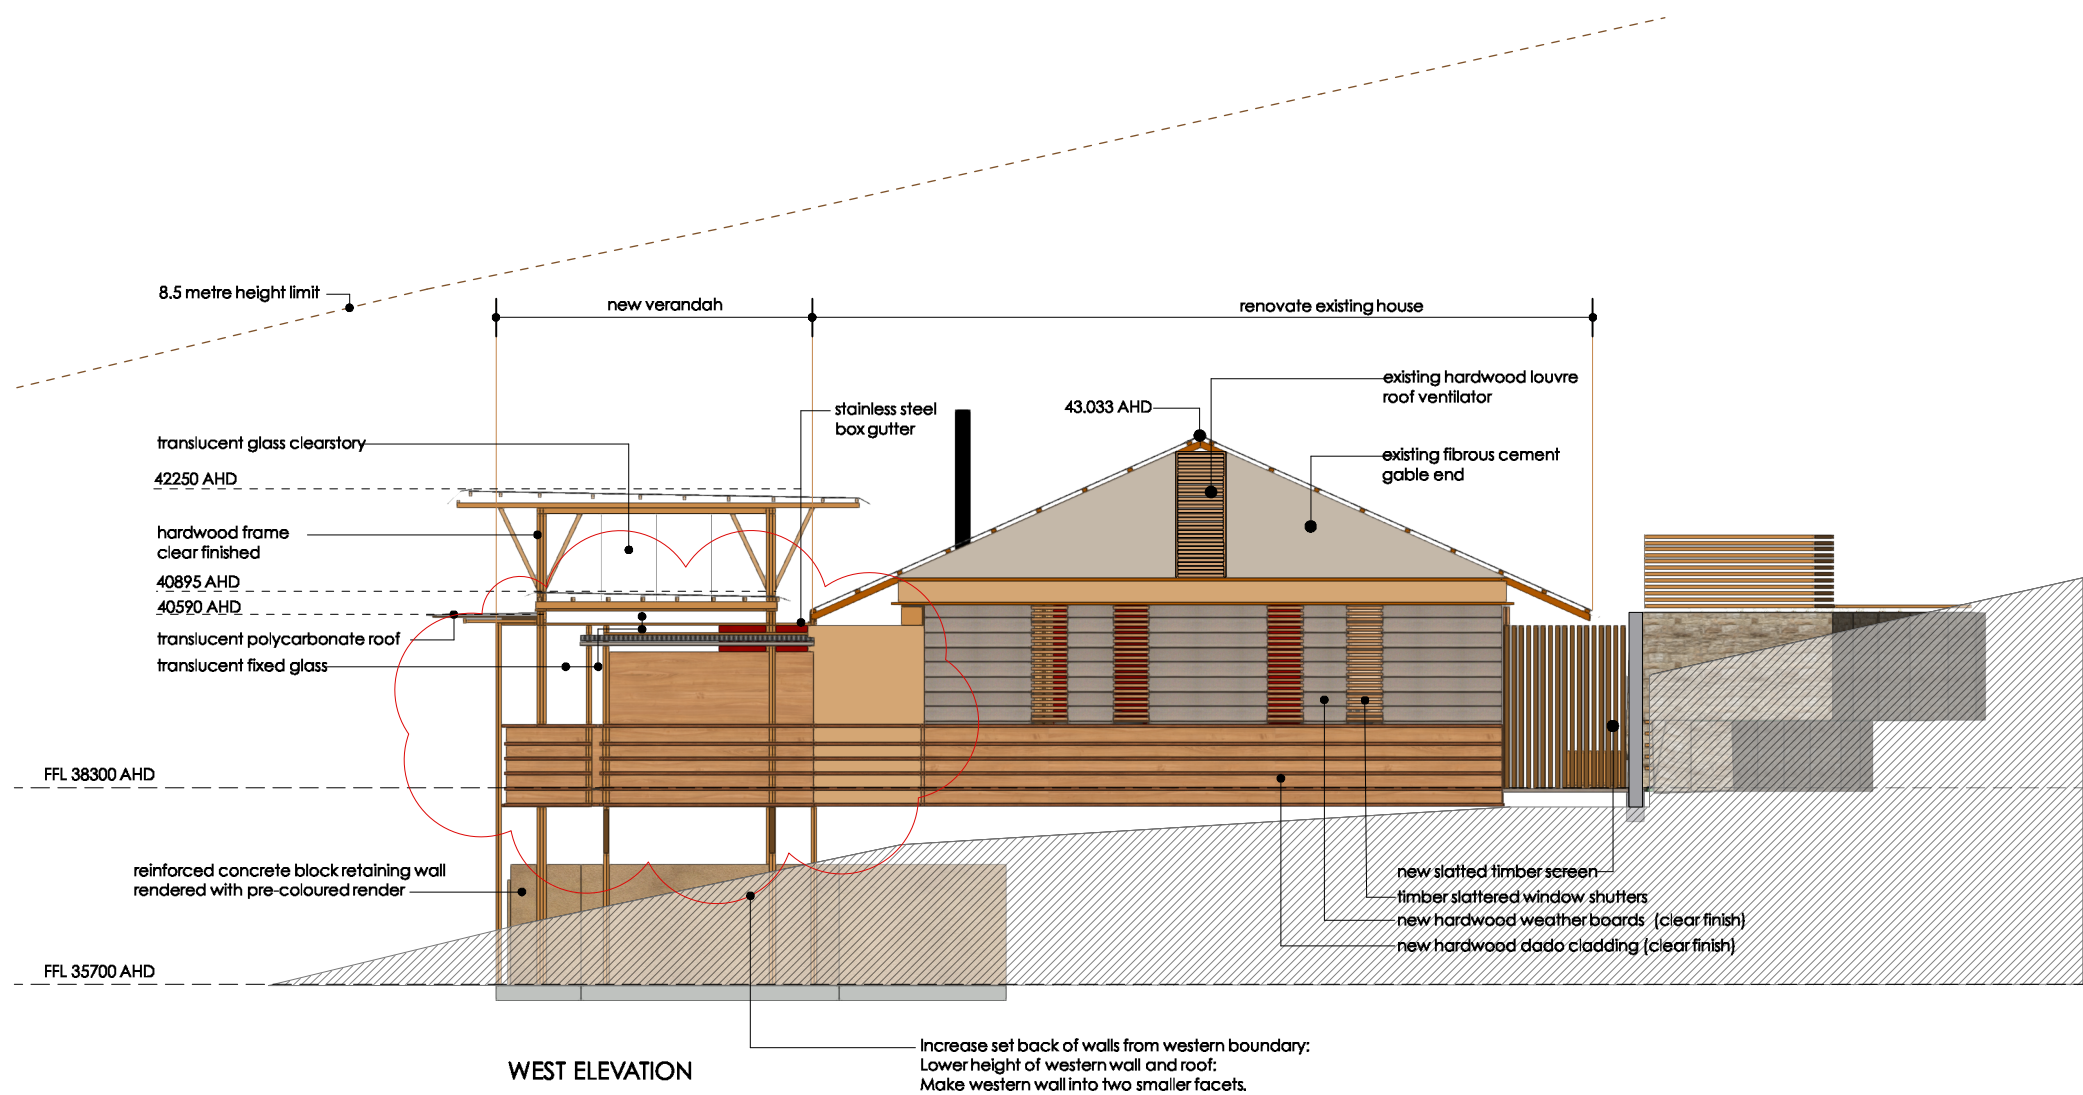 8.5 metre height limit
new verandah
renovate existing house
existing hardwood louvre
roof ventilator
43.033 AHD
stainless steel
box gutter
translucent glass clearstory
existing fibrous cement
gable end
42250 AHD
hardwood frame
clear finished
40895 AHD
40590 AHD
translucent polycarbonate roof
translucent fixed glass
FFL 38300 AHD
reinforced concrete block retaining wall
rendered with pre-coloured render
new slatted timber screen
timber slattered window shutters
new hardwood weather boards (clear finish)
new hardwood dado cladding (clear finish)
FFL 35700 AHD
Increase set back of walls from western boundary:
Lower height of western wall and roof:
Make western wall into two smaller facets.
WEST ELEVATION